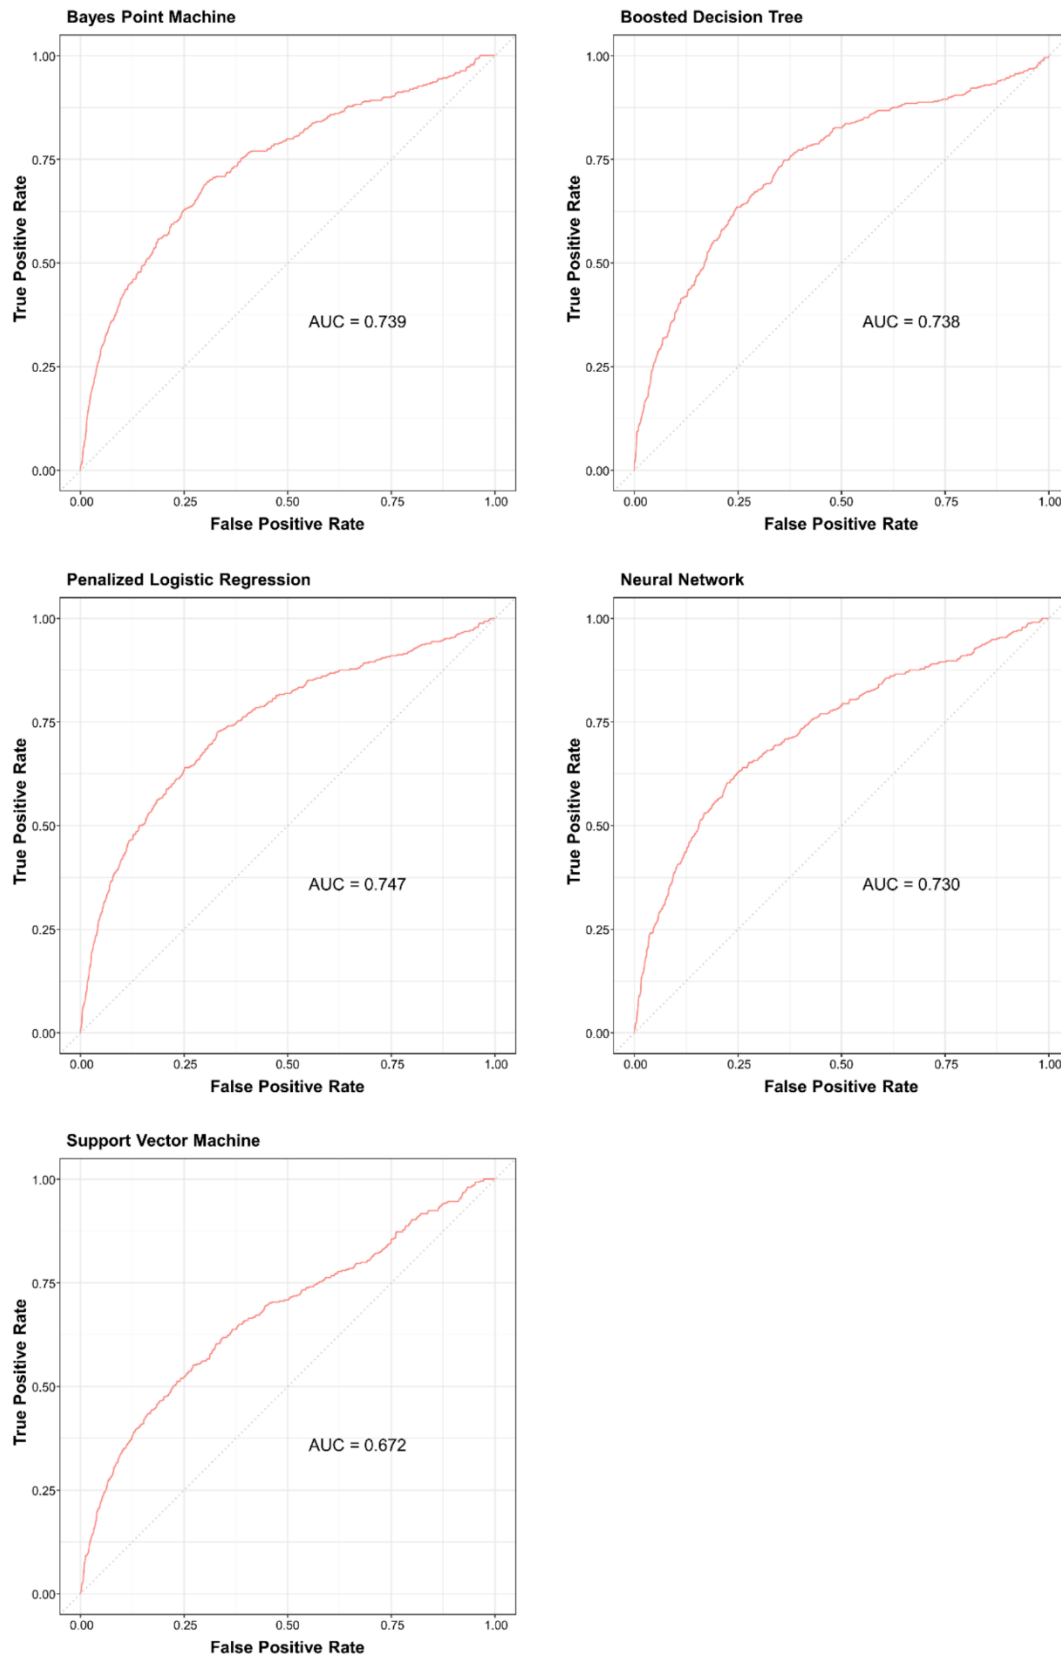 Bayes Point Machine
1.00
0.75
0.50
0.25
0.00
True Positive Rate
AUC = 0.739
0.00 0.25 0.50 0.75 1.00
False Positive Rate
Boosted Decision Tree
1.00
0.75
0.50
0.25
0.00
True Positive Rate
AUC = 0.738
0.00 0.25 0.50 0.75 1.00
False Positive Rate
Penalized Logistic Regression
1.00
0.75
0.50
0.25
0.00
True Positive Rate
AUC = 0.747
0.00 0.25 0.50 0.75 1.00
False Positive Rate
Neural Network
1.00
0.75
0.50
0.25
0.00
True Positive Rate
AUC = 0.730
0.00 0.25 0.50 0.75 1.00
False Positive Rate
Support Vector Machine
1.00
0.75
0.50
0.25
0.00
True Positive Rate
AUC = 0.672
0.00 0.25 0.50 0.75 1.00
False Positive Rate